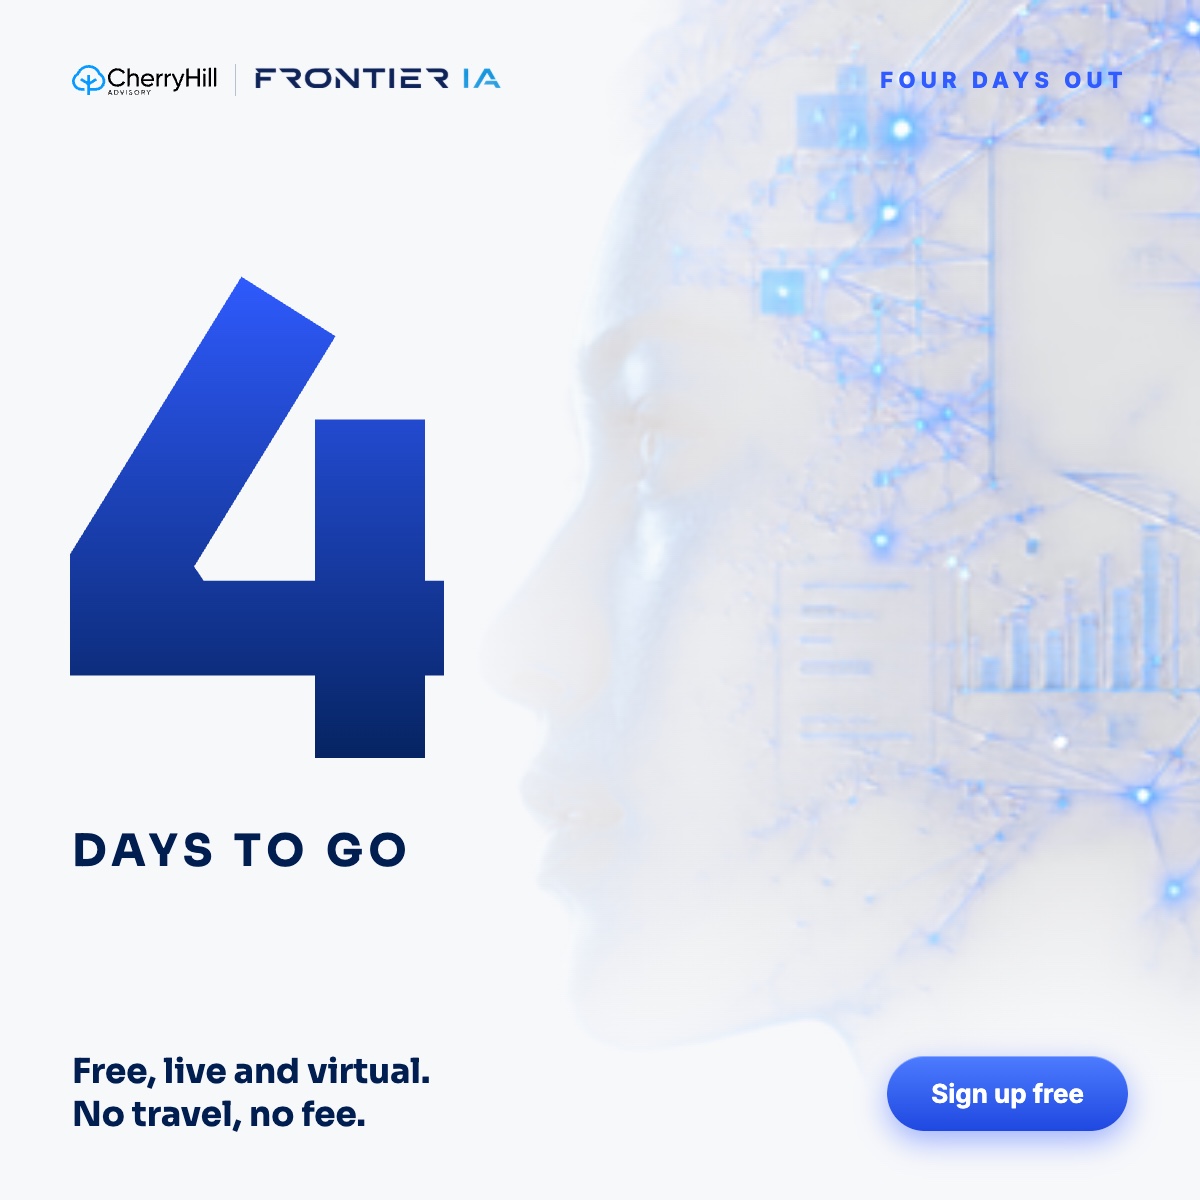 CherryHill
ADVISORY
FRONTIER IA
FOUR DAYS OUT
4
DAYS TO GO
Free, live and virtual.
No travel, no fee.
Sign up free